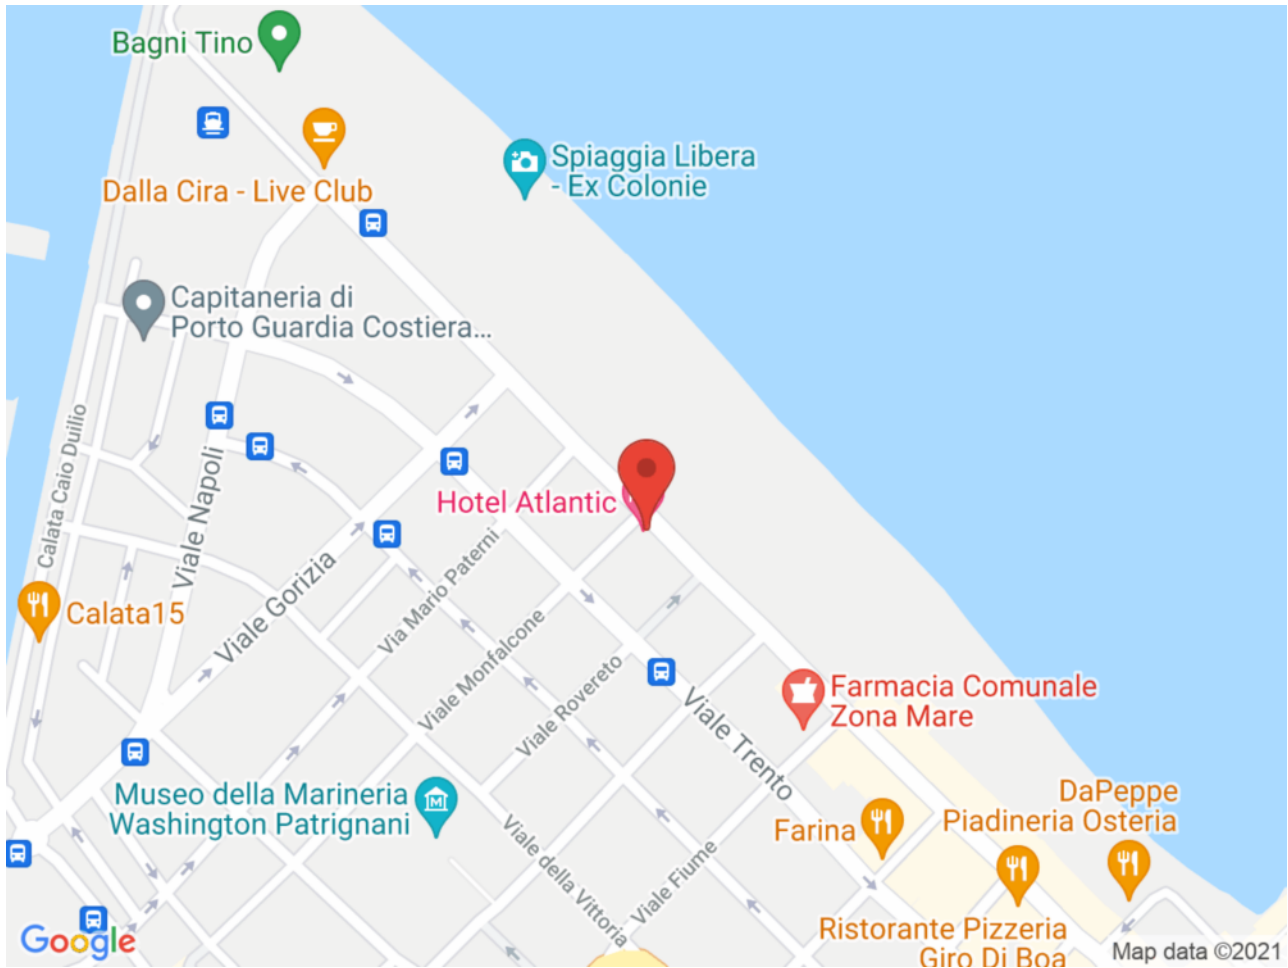 Bagni Tino
Spiaggia Libera
- Ex Colonie
Dalla Cira - Live Club
Capitaneria di
Porto Guardia Costiera...
Calata Caio Duilio
Viale Napoli
Hotel Atlantic
Viale Gorizia
Via Mario Paterni
Calata15
Viale Monfalcone
Viale Rovereto
Farmacia Comunale
Zona Mare
Viale Trento
Museo della Marineria
Washington Patrignani
DaPeppe
Piadineria Osteria
Farina
Viale della Vittoria
Viale Fiume
Ristorante Pizzeria
Giro Di Boa
Google
Map data ©2021